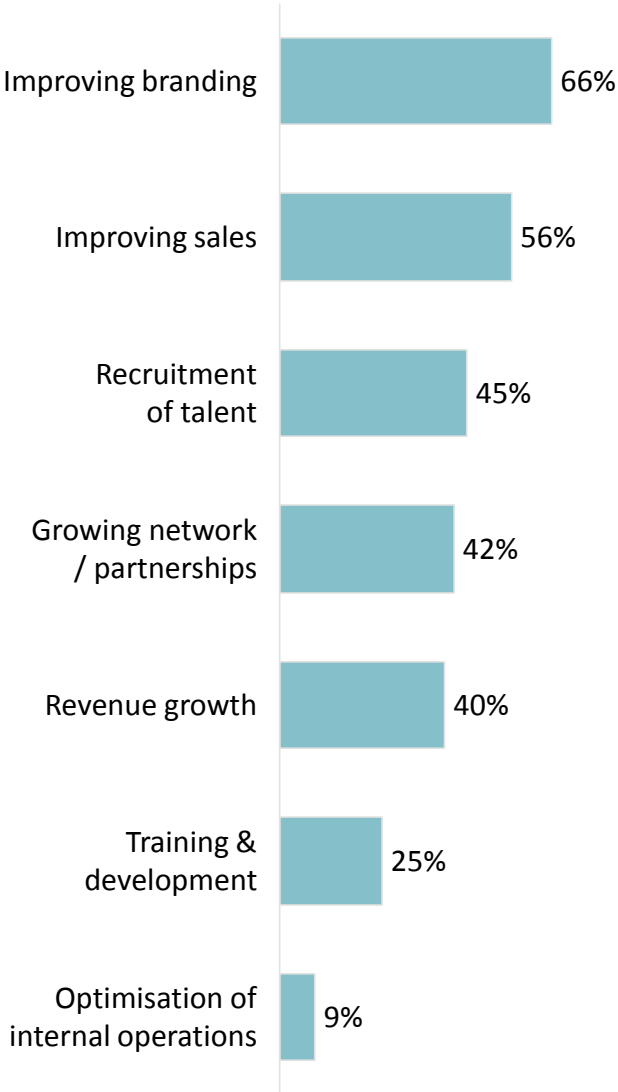 Improving branding
66%
Improving sales
56%
Recruitment
of talent
45%
Growing network
/ partnerships
42%
Revenue growth
40%
Training &
development
25%
Optimisation of
internal operations
9%